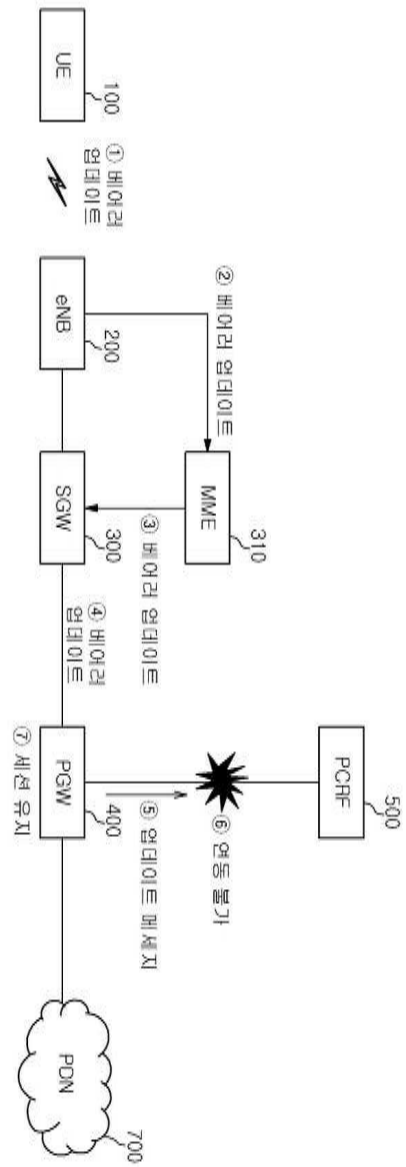 PCRF
500
② 베어러 업데이트
MME
310
⑥ 연동 불가
③ 베어러 업데이트
⑤ 업데이트 메세지
① 베어러
업데이트
④ 베어러
업데이트
UE
100
eNB
200
SGW
300
PGW
400
PDN
700
⑦ 세션 유지